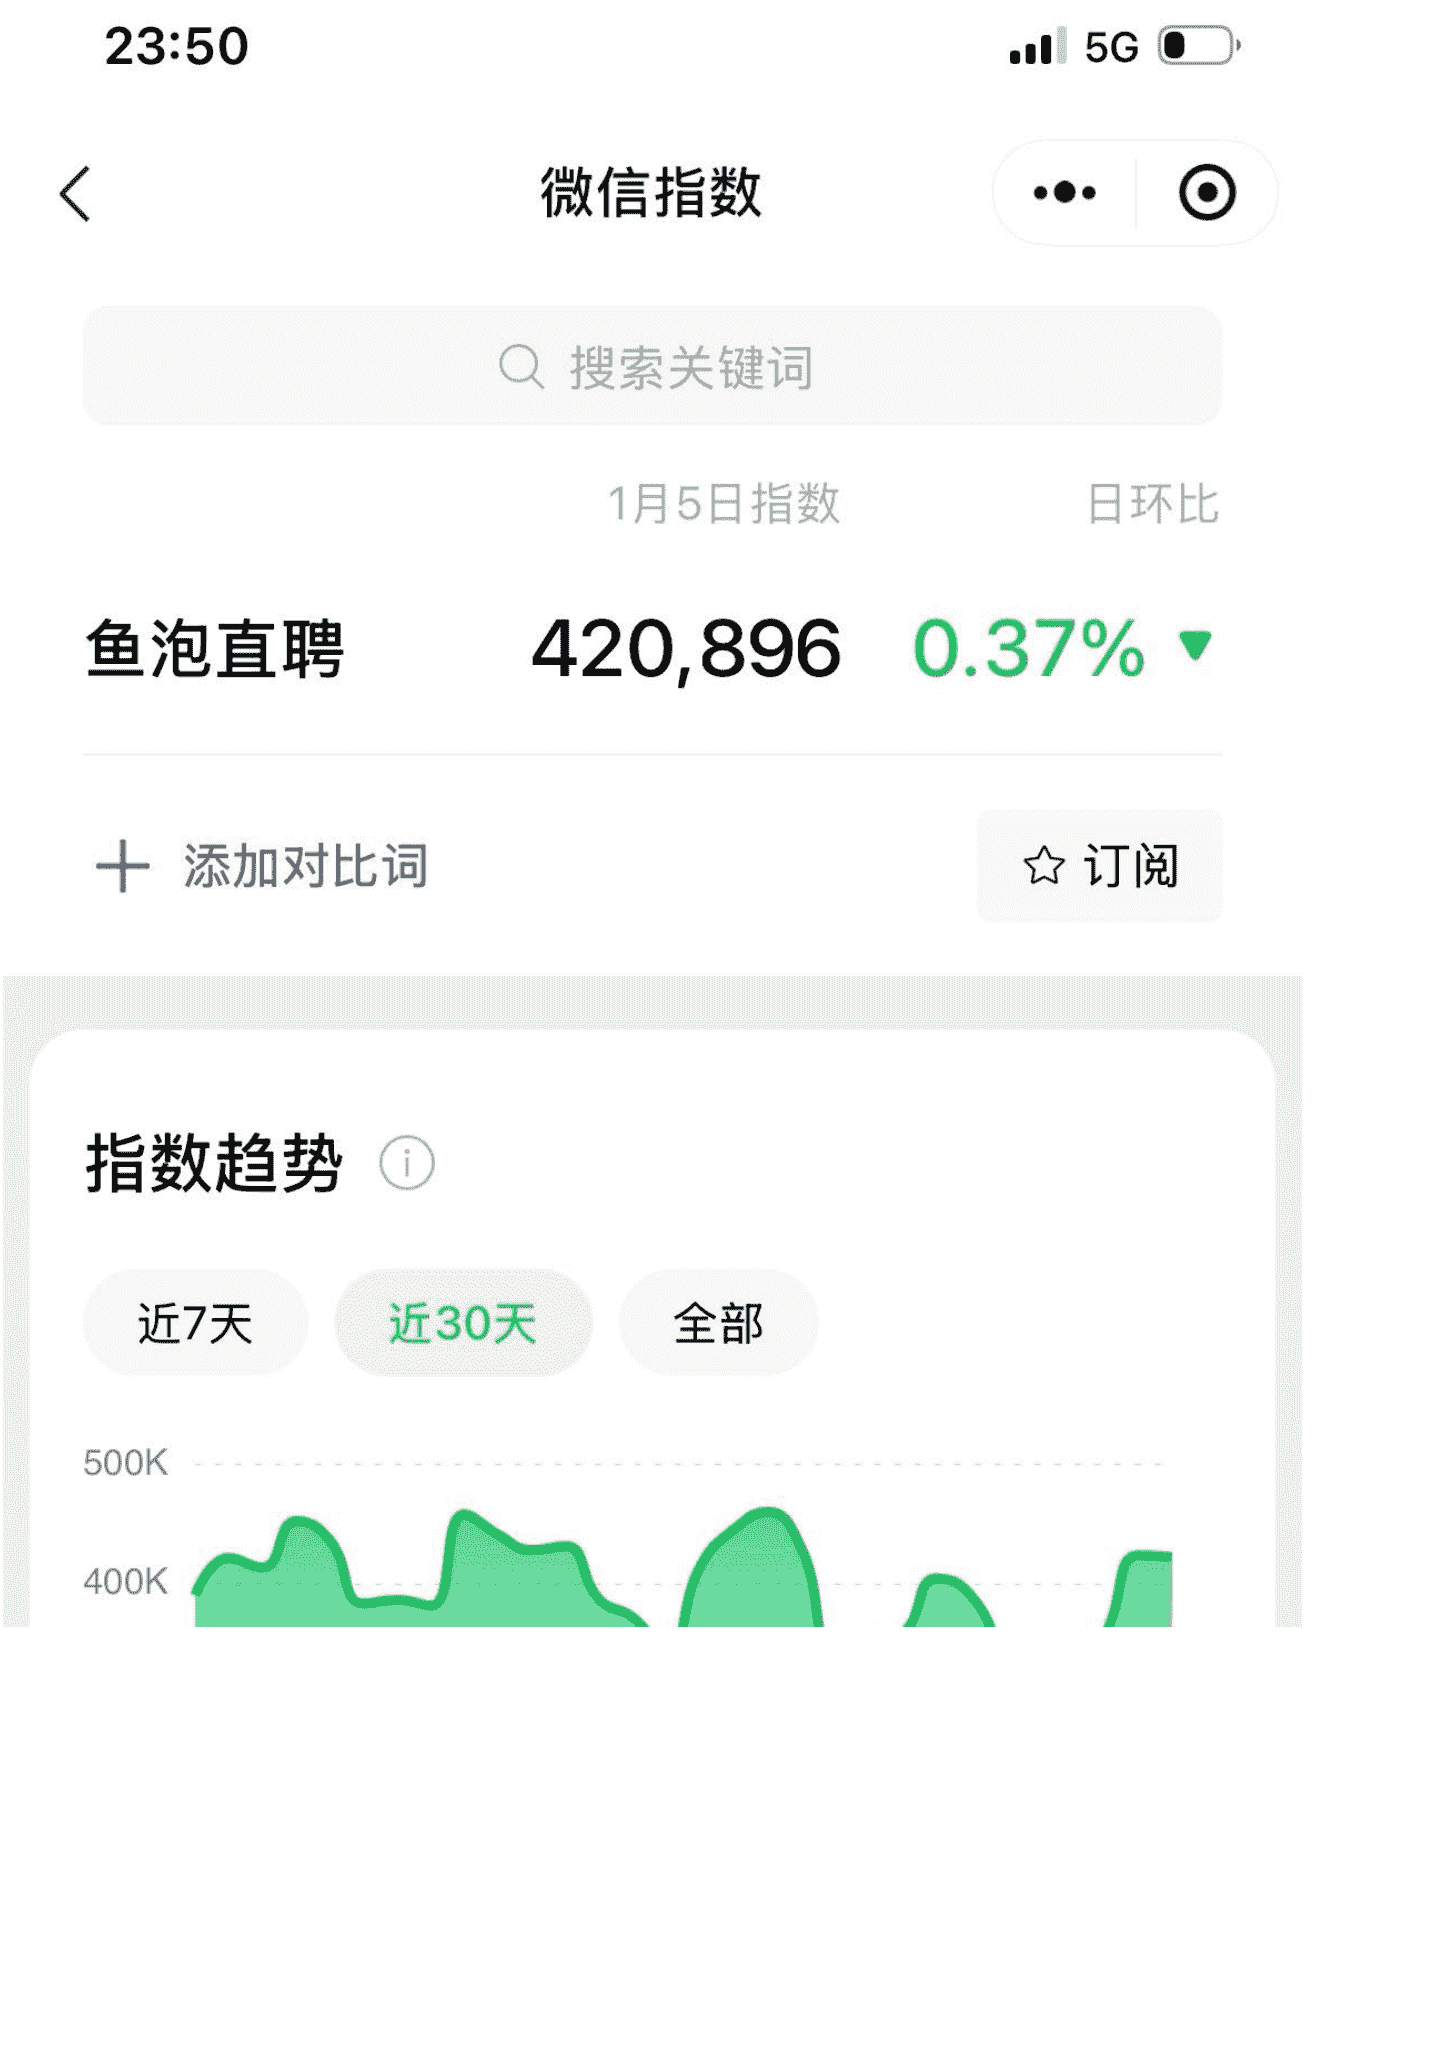 23:50 5G
微信指数
搜索关键词
1月5日指数 日环比
鱼泡直聘 420,896 0.37%
添加对比词 订阅
指数趋势
近7天 近30天 全部
500K
400K